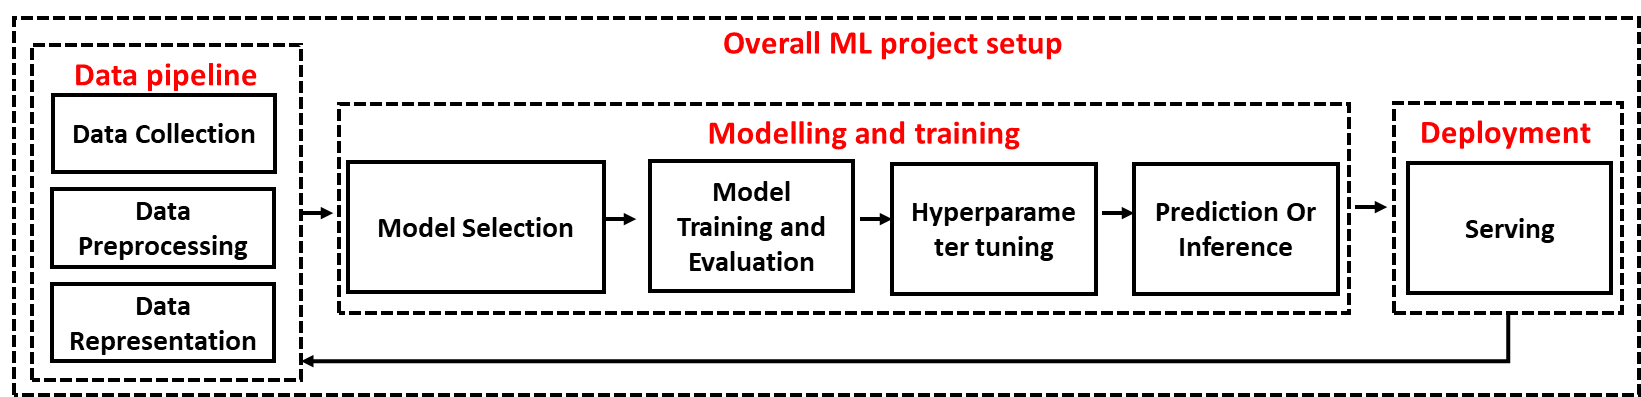 Overall ML project setup
Data pipeline
Data Collection
Data
Preprocessing
Data
Representation
Modelling and training
Model Selection
Model
Training and
Evaluation
Hyperparame
ter tuning
Prediction Or
Inference
Deployment
Serving